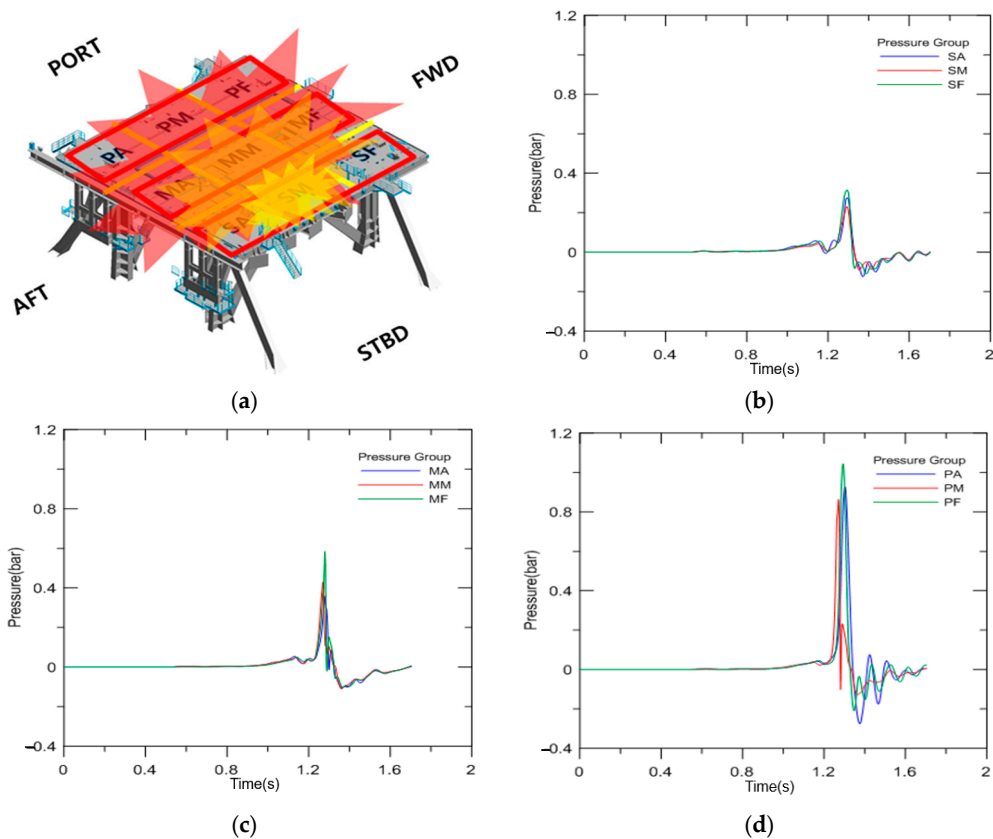 PORT
FWD
PF
PM
PA
MF
MM
MA
SF
SM
SA
AFT
STBD
(a)
1.2
0.8
0.4
0
−0.4
Pressure(bar)
Pressure Group
SA
SM
SF
0 0.4 0.8 1.2 1.6 2
Time(s)
(b)
1.2
0.8
0.4
0
−0.4
Pressure(bar)
Pressure Group
MA
MM
MF
0 0.4 0.8 1.2 1.6 2
Time(s)
(c)
1.2
0.8
0.4
0
−0.4
Pressure(bar)
Pressure Group
PA
PM
PF
0 0.4 0.8 1.2 1.6 2
Time(s)
(d)